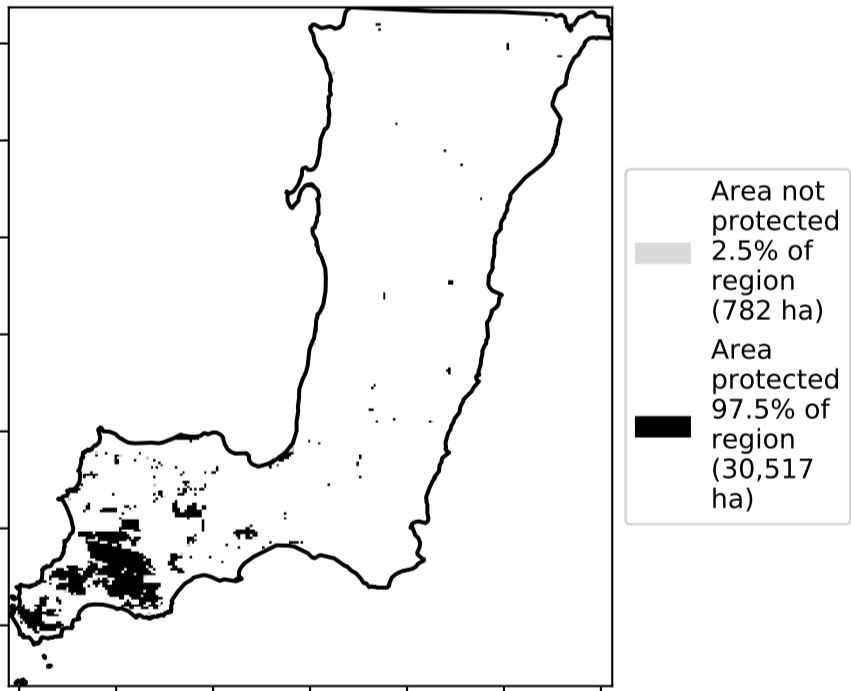 Area not
protected
2.5% of
region
(782 ha)
Area
protected
97.5% of
region
(30,517
ha)